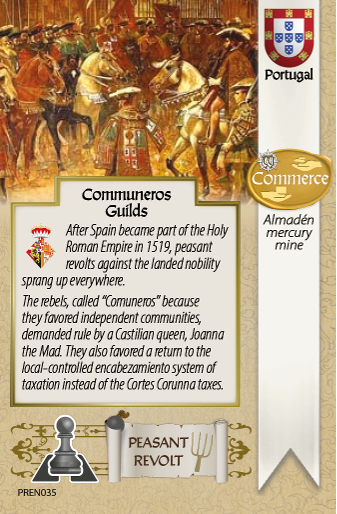 Communeros
Guilds
After Spain became part of the Holy
Roman Empire in 1519, peasant
revolts against the landed nobility
sprang up everywhere.
The rebels, called “Comuneros” because
they favored independent communities,
demanded rule by a Castilian queen, Joanna
the Mad. They also favored a return to the
local-controlled encabezamiento system of
taxation instead of the Cortes Corunna taxes.
PEASANT
REVOLT
PREN035
Portugal
Commerce
Almadén
mercury
mine